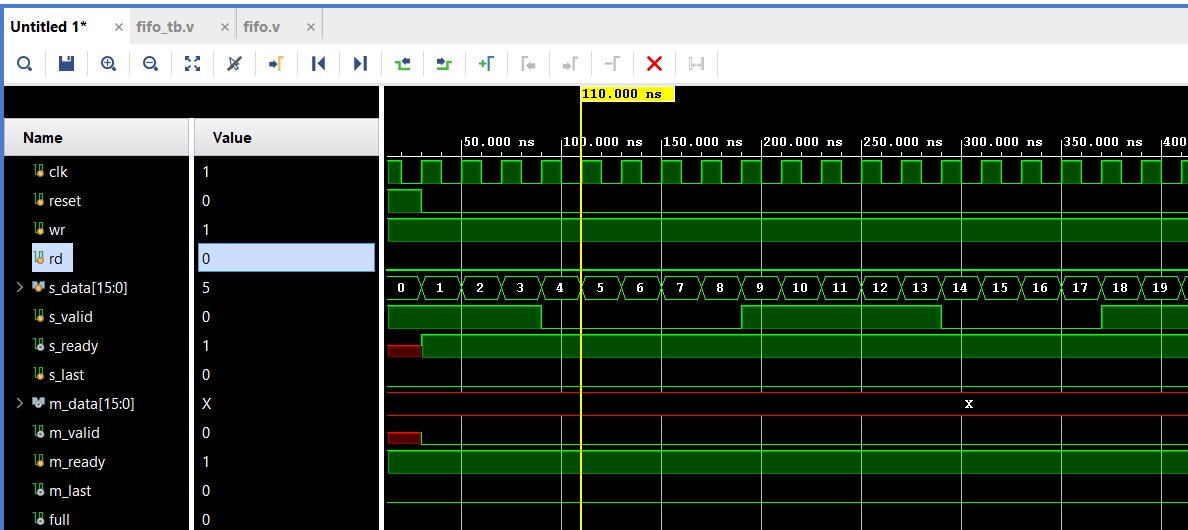 Untitled 1* × fifo_tb.v × fifo.v ×
110.000 ns
Name Value 50.000 ns 100.000 ns 150.000 ns 200.000 ns 250.000 ns 300.000 ns 350.000 ns 400
clk 1
reset 0
wr 1
rd 0
s_data[15:0] 5 0 1 2 3 4 5 6 7 8 9 10 11 12 13 14 15 16 17 18 19
s_valid 0
s_ready 1
s_last 0
m_data[15:0] X X
m_valid 0
m_ready 1
m_last 0
full 0